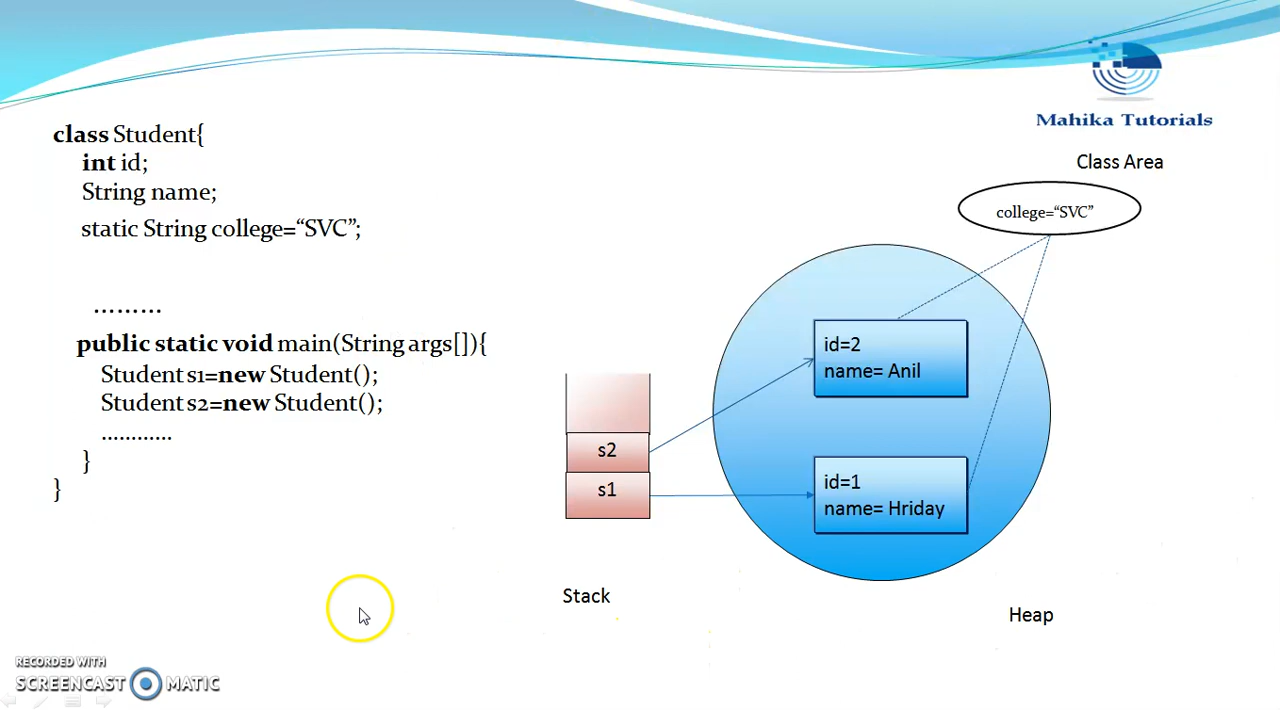 Mahika Tutorials
class Student{
int id;
String name;
static String college=“SVC”;
………
public static void main(String args[]){
Student s1=new Student();
Student s2=new Student();
…………
}
}
Class Area
college=“SVC”
id=2
name= Anil
id=1
name= Hriday
s2
s1
Stack
Heap
RECORDED WITH
SCREENCAST MATIC